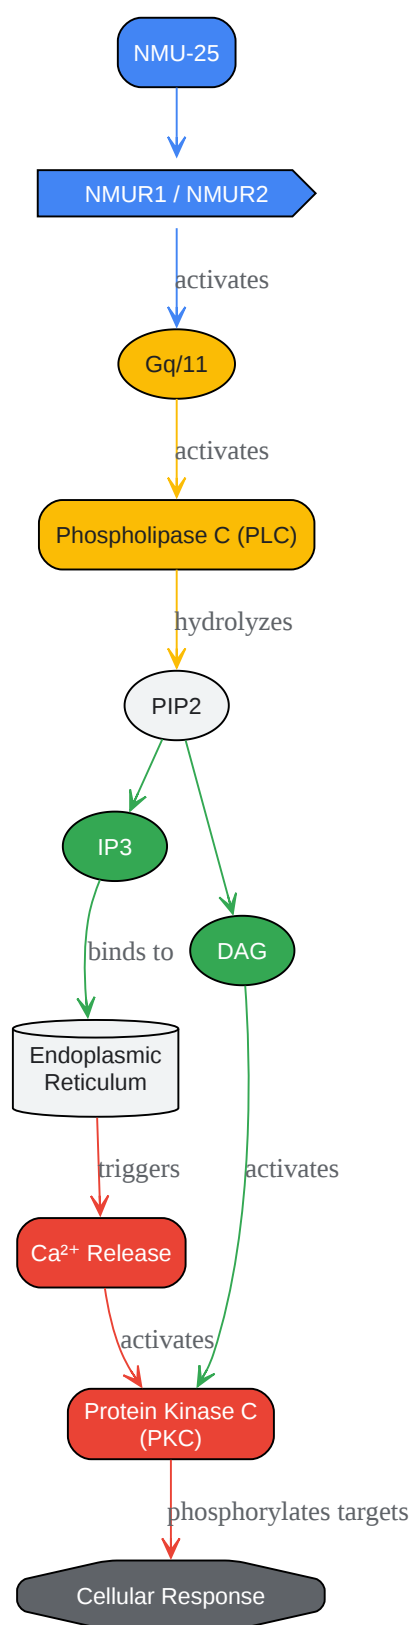 NMU-25
NMUR1 / NMUR2
activates
Gq/11
activates
Phospholipase C (PLC)
hydrolyzes
PIP2
IP3
DAG
binds to
Endoplasmic
Reticulum
triggers
activates
Ca²⁺ Release
activates
Protein Kinase C
(PKC)
phosphorylates targets
Cellular Response